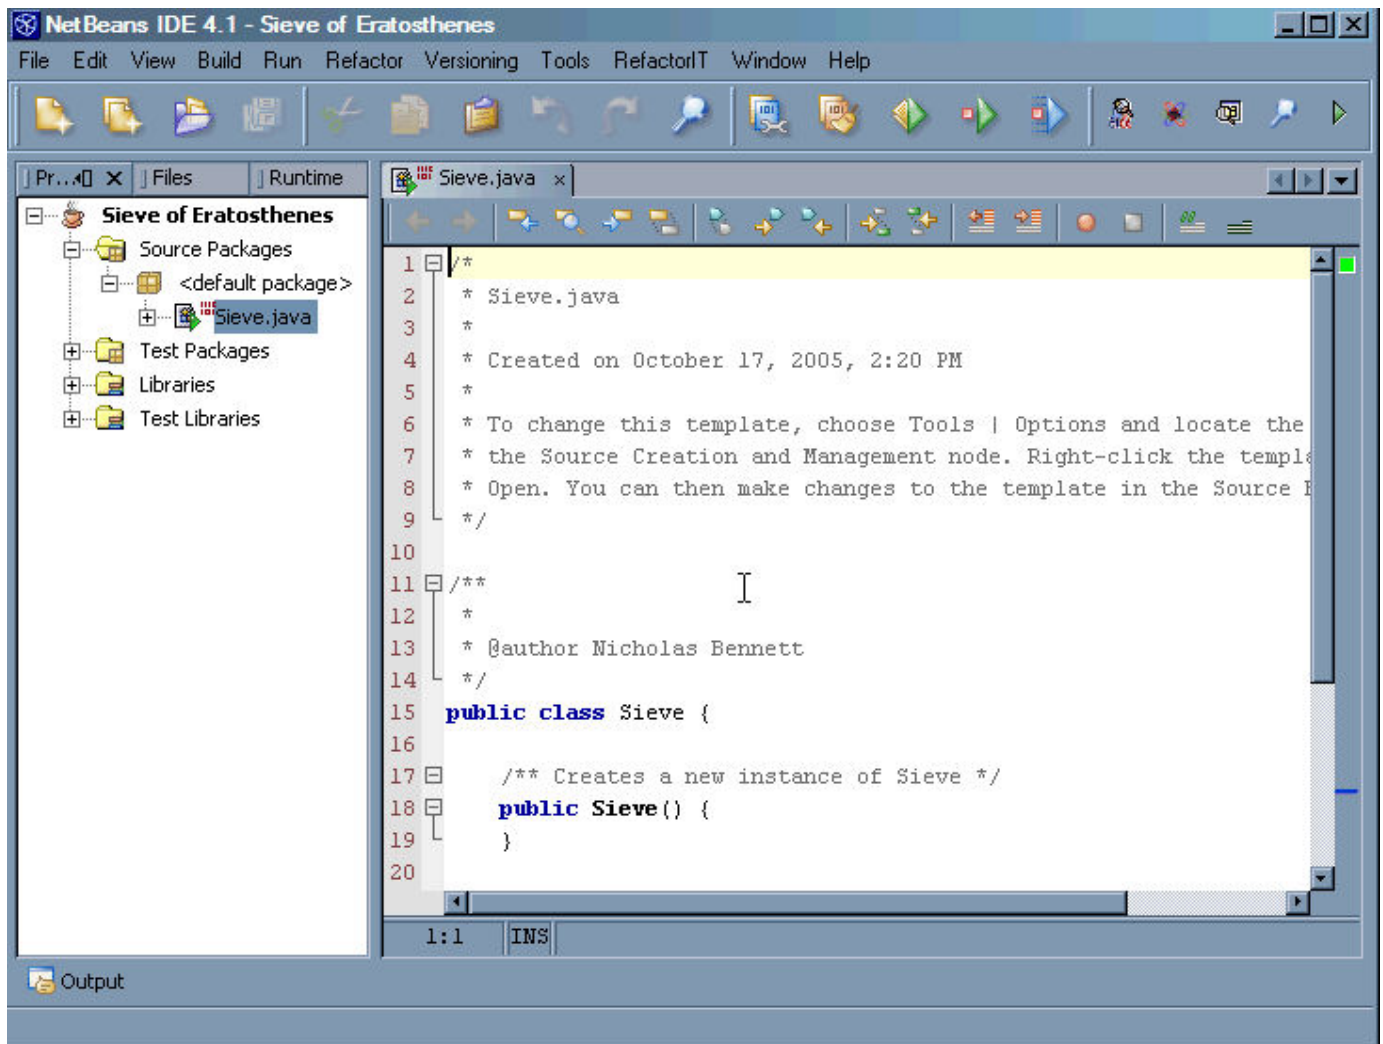 NetBeans IDE 4.1 - Sieve of Eratosthenes
File Edit View Build Run Refactor Versioning Tools RefactorIT Window Help
Pr... Files Runtime
Sieve.java
Sieve of Eratosthenes
Source Packages
<default package>
Sieve.java
Test Packages
Libraries
Test Libraries
1 /*
2 * Sieve.java
3 *
4 * Created on October 17, 2005, 2:20 PM
5 *
6 * To change this template, choose Tools | Options and locate the
7 * the Source Creation and Management node. Right-click the templa
8 * Open. You can then make changes to the template in the Source
9 */
10
11 /**
12 *
13 * @author Nicholas Bennett
14 */
15 public class Sieve {
16
17 /** Creates a new instance of Sieve */
18 public Sieve() {
19 }
20
1:1 INS
Output